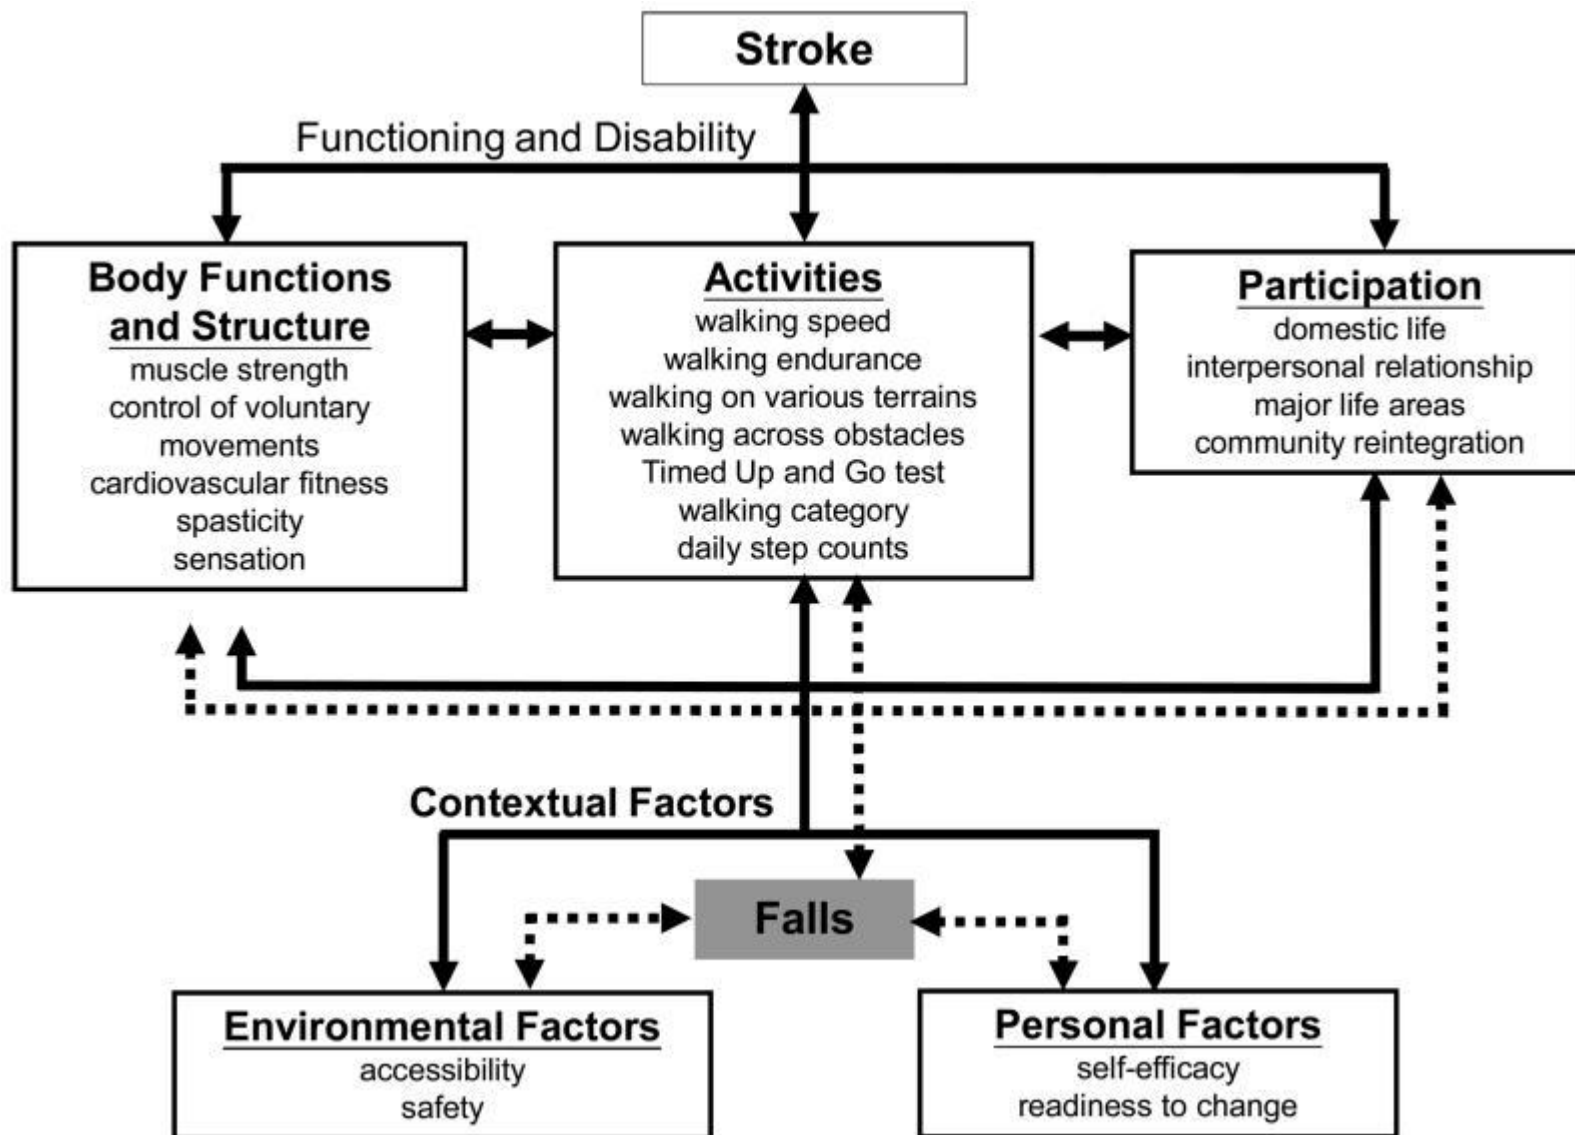 Stroke
Functioning and Disability
Body Functions
and Structure
muscle strength
control of voluntary
movements
cardiovascular fitness
spasticity
sensation
Activities
walking speed
walking endurance
walking on various terrains
walking across obstacles
Timed Up and Go test
walking category
daily step counts
Participation
domestic life
interpersonal relationship
major life areas
community reintegration
Contextual Factors
Falls
Environmental Factors
accessibility
safety
Personal Factors
self-efficacy
readiness to change